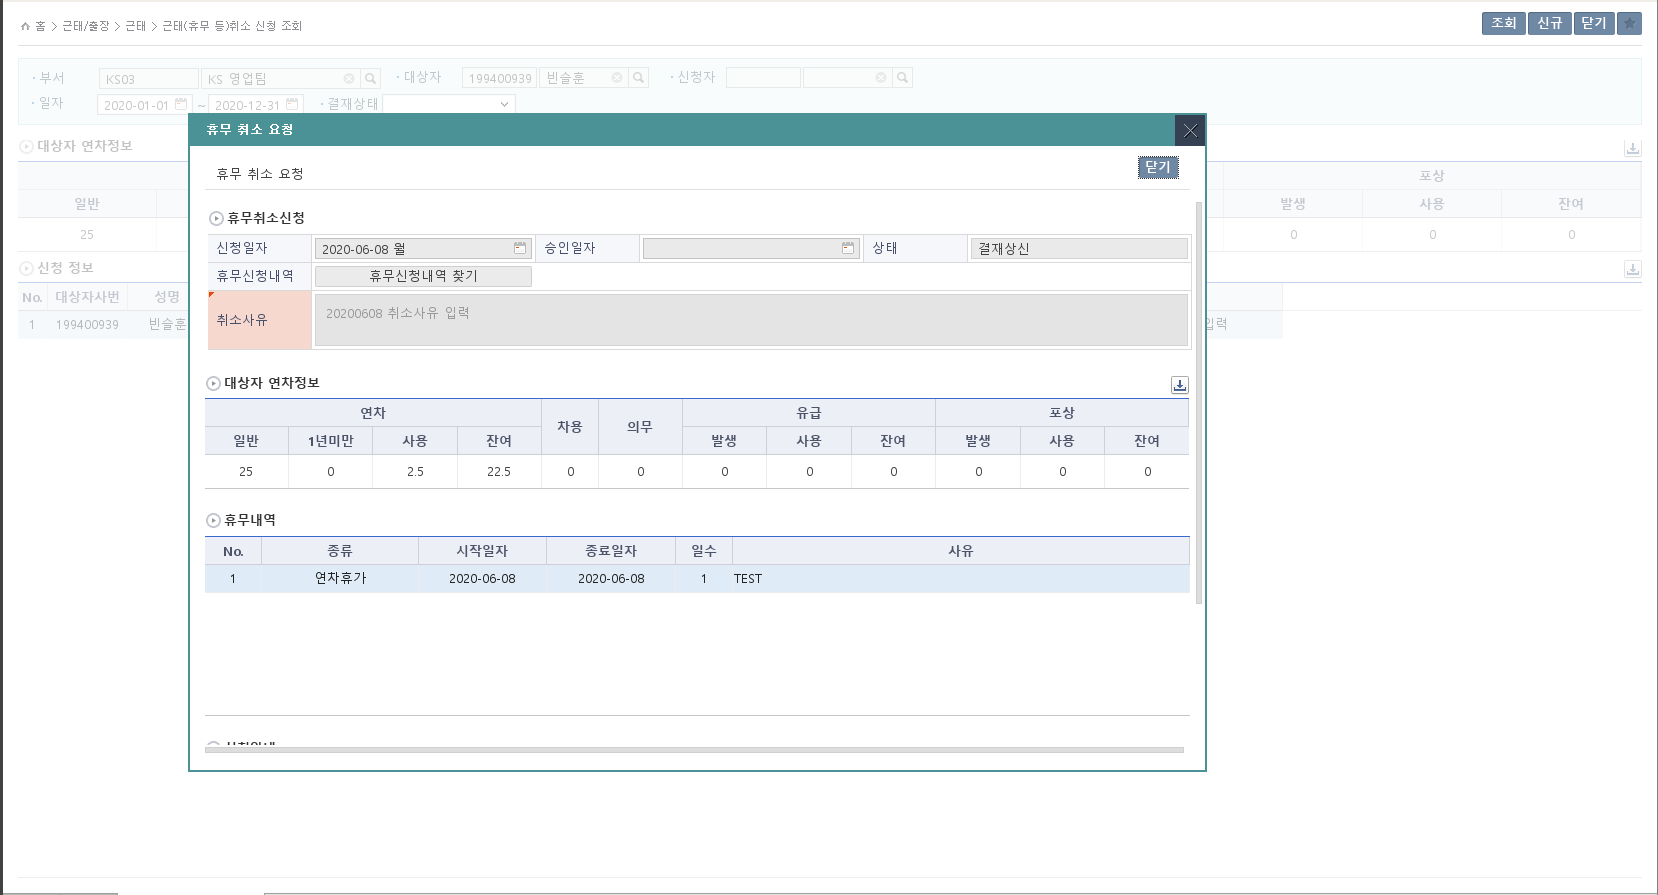 홈 > 근태/출장 > 근태 > 근태(휴무 등)취소 신청 조회
조회 신규 닫기
· 부서 KS03 KS 영업팀 · 대상자 199400939 빈슬훈 · 신청자
· 일자 2020-01-01 ~ 2020-12-31 · 결재상태
대상자 연차정보
포상
일반 발생 사용 잔여
25 0 0 0
신청 정보
No. 대상자사번 성명
1 199400939 빈슬훈 입력
휴무 취소 요청
휴무 취소 요청 닫기
휴무취소신청
신청일자 2020-06-08 월 승인일자 상태 결재상신
휴무신청내역 휴무신청내역 찾기
취소사유 20200608 취소사유 입력
대상자 연차정보
연차 차용 의무 유급 포상
일반 1년미만 사용 잔여 발생 사용 잔여 발생 사용 잔여
25 0 2.5 22.5 0 0 0 0 0 0 0 0
휴무내역
No. 종류 시작일자 종료일자 일수 사유
1 연차휴가 2020-06-08 2020-06-08 1 TEST